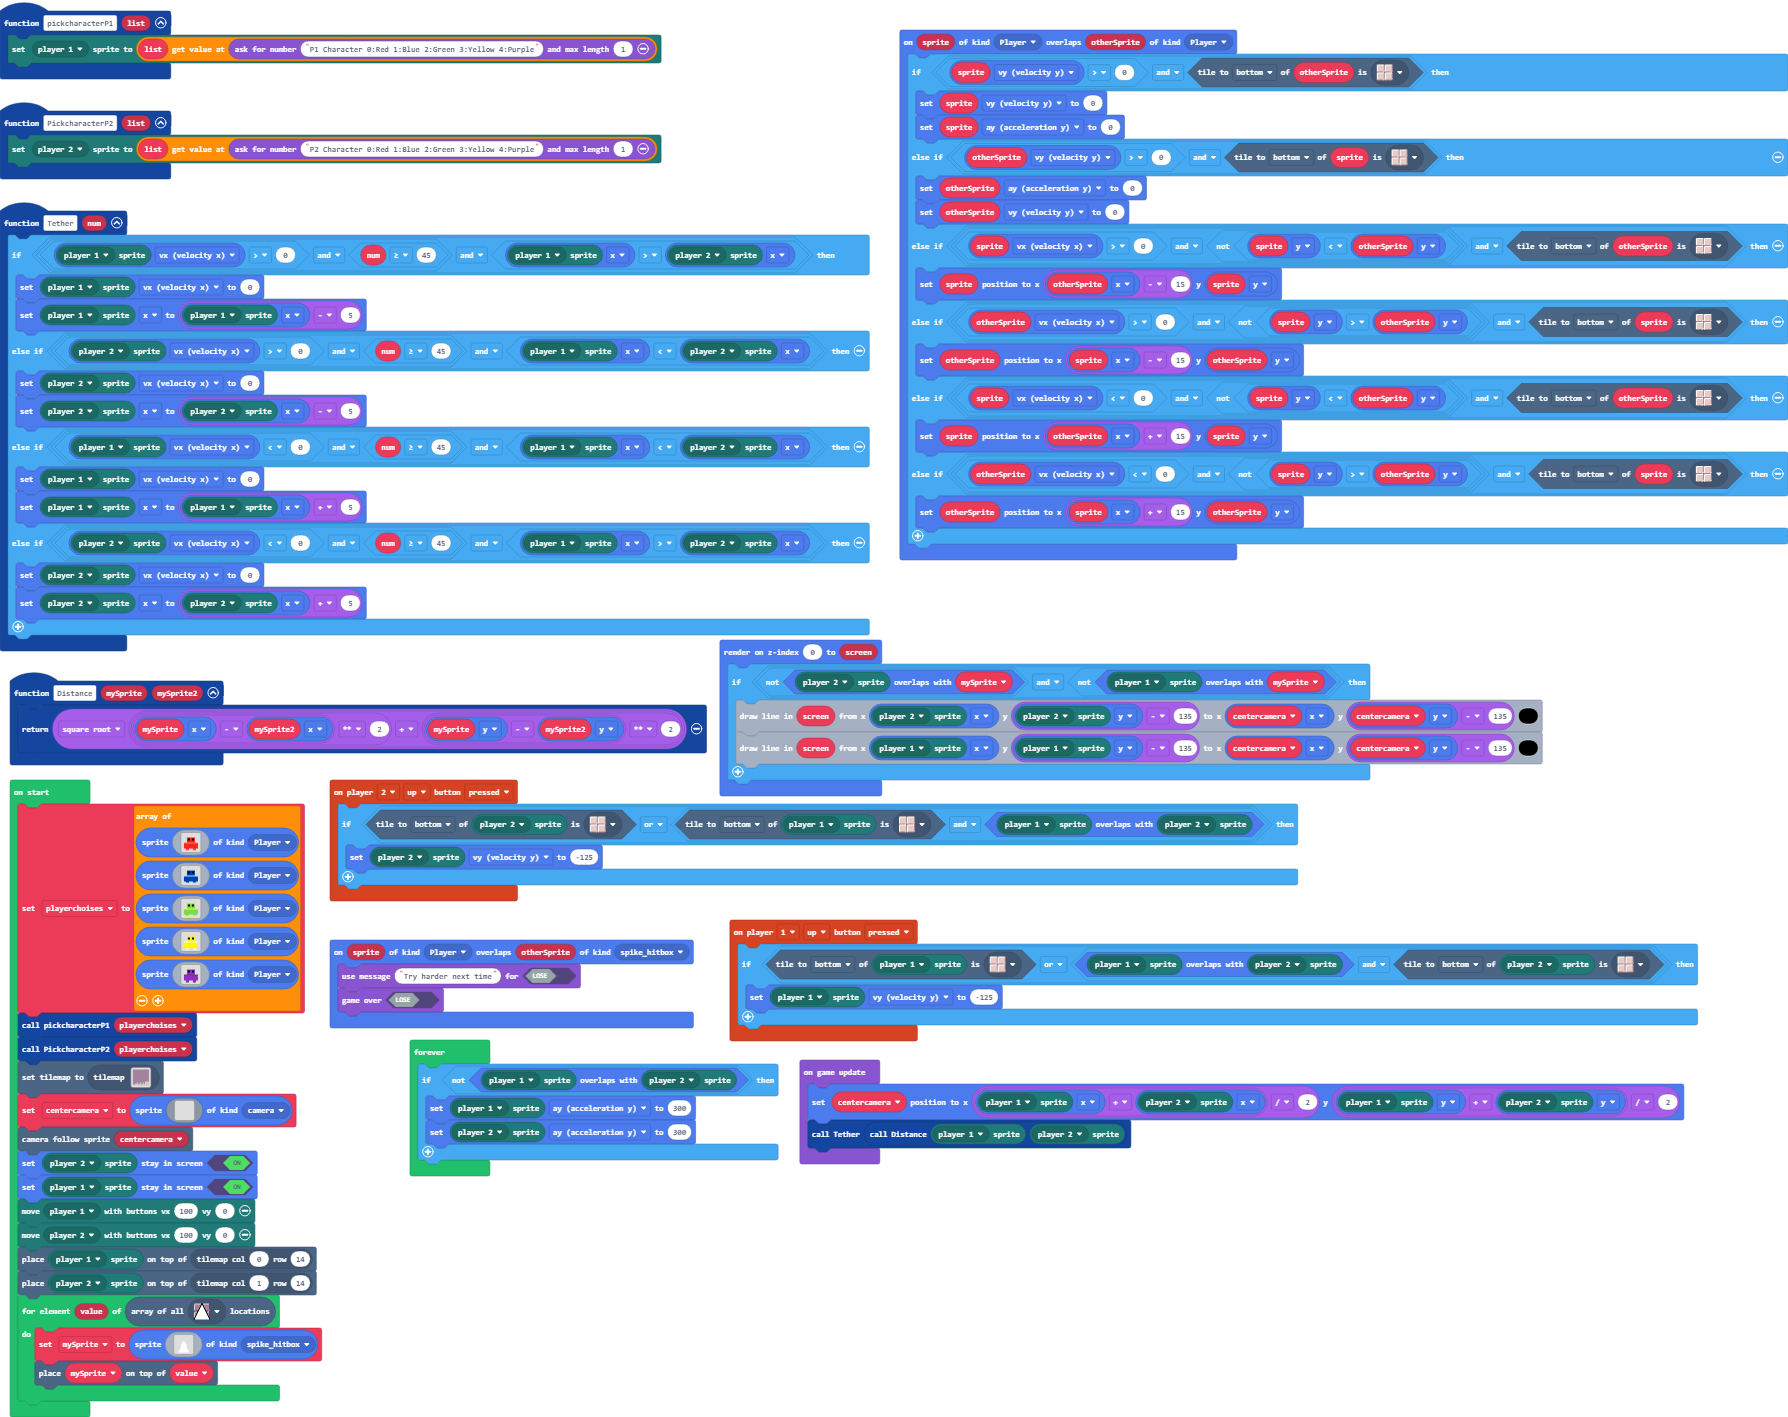 function pickcharacterP1 list
set player 1 sprite to list get value at ask for number "P1 Character 0:Red 1:Blue 2:Green 3:Yellow 4:Purple" and max length 1
function PickcharacterP2 list
set player 2 sprite to list get value at ask for number "P2 Character 0:Red 1:Blue 2:Green 3:Yellow 4:Purple" and max length 1
function Tether num
if player 1 sprite vx (velocity x) > 0 and num ≥ 45 and player 1 sprite x > player 2 sprite x then
set player 1 sprite vx (velocity x) to 0
set player 1 sprite x to player 1 sprite x - 5
else if player 2 sprite vx (velocity x) > 0 and num ≥ 45 and player 1 sprite x < player 2 sprite x then
set player 2 sprite vx (velocity x) to 0
set player 2 sprite x to player 2 sprite x - 5
else if player 1 sprite vx (velocity x) < 0 and num ≥ 45 and player 1 sprite x < player 2 sprite x then
set player 1 sprite vx (velocity x) to 0
set player 1 sprite x to player 1 sprite x + 5
else if player 2 sprite vx (velocity x) < 0 and num ≥ 45 and player 1 sprite x > player 2 sprite x then
set player 2 sprite vx (velocity x) to 0
set player 2 sprite x to player 2 sprite x + 5
on sprite of kind Player overlaps otherSprite of kind Player
if sprite vy (velocity y) > 0 and tile to bottom of otherSprite is then
set sprite vy (velocity y) to 0
set sprite ay (acceleration y) to 0
else if otherSprite vy (velocity y) > 0 and tile to bottom of sprite is then
set otherSprite ay (acceleration y) to 0
set otherSprite vy (velocity y) to 0
else if sprite vx (velocity x) > 0 and not sprite y < otherSprite y and tile to bottom of otherSprite is then
set sprite position to x otherSprite x - 15 y sprite y
else if otherSprite vx (velocity x) > 0 and not sprite y > otherSprite y and tile to bottom of sprite is then
set otherSprite position to x sprite x - 15 y otherSprite y
else if sprite vx (velocity x) < 0 and not sprite y < otherSprite y and tile to bottom of otherSprite is then
set sprite position to x otherSprite x + 15 y sprite y
else if otherSprite vx (velocity x) < 0 and not sprite y > otherSprite y and tile to bottom of sprite is then
set otherSprite position to x sprite x + 15 y otherSprite y
render on z-index 0 to screen
if not player 2 sprite overlaps with mySprite and not player 1 sprite overlaps with mySprite then
draw line in screen from x player 2 sprite x y player 2 sprite y - 135 to x centercamera x y centercamera y - 135
draw line in screen from x player 1 sprite x y player 1 sprite y - 135 to x centercamera x y centercamera y - 135
function Distance mySprite mySprite2
return square root mySprite x - mySprite2 x ** 2 + mySprite y - mySprite2 y ** 2
on start
set playerchoises to array of
sprite of kind Player
sprite of kind Player
sprite of kind Player
sprite of kind Player
sprite of kind Player
call pickcharacterP1 playerchoises
call PickcharacterP2 playerchoises
set tilemap to tilemap
set centercamera to sprite of kind camera
camera follow sprite centercamera
set player 2 sprite stay in screen ON
set player 1 sprite stay in screen ON
move player 1 with buttons vx 100 vy 0
move player 2 with buttons vx 100 vy 0
place player 1 sprite on top of tilemap col 0 row 14
place player 2 sprite on top of tilemap col 1 row 14
for element value of array of all locations
do
set mySprite to sprite of kind spike_hitbox
place mySprite on top of value
on player 2 up button pressed
if tile to bottom of player 2 sprite is or tile to bottom of player 1 sprite is and player 1 sprite overlaps with player 2 sprite then
set player 2 sprite vy (velocity y) to -125
on sprite of kind Player overlaps otherSprite of kind spike_hitbox
use message "Try harder next time" for LOSE
game over LOSE
on player 1 up button pressed
if tile to bottom of player 1 sprite is or player 1 sprite overlaps with player 2 sprite and tile to bottom of player 2 sprite is then
set player 1 sprite vy (velocity y) to -125
forever
if not player 1 sprite overlaps with player 2 sprite then
set player 1 sprite ay (acceleration y) to 300
set player 2 sprite ay (acceleration y) to 300
on game update
set centercamera position to x player 1 sprite x + player 2 sprite x / 2 y player 1 sprite y + player 2 sprite y / 2
call Tether call Distance player 1 sprite player 2 sprite